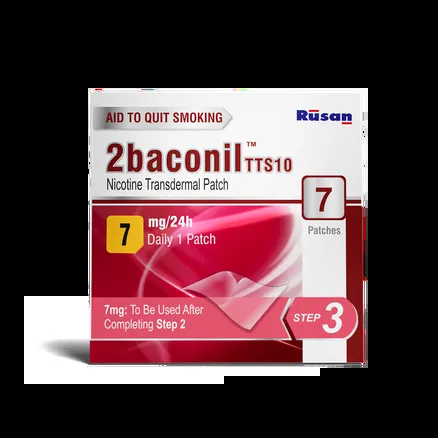 AID TO QUIT SMOKING
Rusan
2baconil™ TTS10
Nicotine Transdermal Patch
7 mg/24h
Daily 1 Patch
7
Patches
7mg: To Be Used After
Completing Step 2
STEP 3